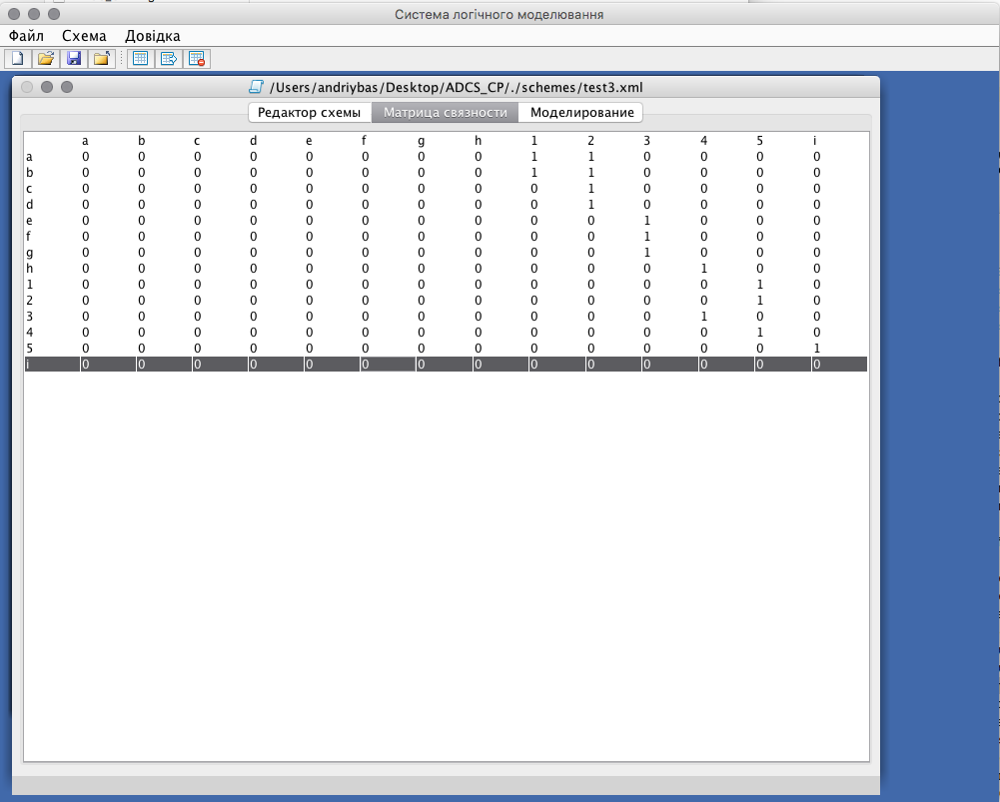 Система логічного моделювання
Файл Схема Довідка
/Users/andriybas/Desktop/ADCS_CP/./schemes/test3.xml
Редактор схемы Матрица связности Моделирование
a b c d e f g h 1 2 3 4 5 i
a 0 0 0 0 0 0 0 0 1 1 0 0 0 0
b 0 0 0 0 0 0 0 0 1 1 0 0 0 0
c 0 0 0 0 0 0 0 0 0 1 0 0 0 0
d 0 0 0 0 0 0 0 0 0 1 0 0 0 0
e 0 0 0 0 0 0 0 0 0 0 1 0 0 0
f 0 0 0 0 0 0 0 0 0 0 1 0 0 0
g 0 0 0 0 0 0 0 0 0 0 1 0 0 0
h 0 0 0 0 0 0 0 0 0 0 0 1 0 0
1 0 0 0 0 0 0 0 0 0 0 0 0 1 0
2 0 0 0 0 0 0 0 0 0 0 0 0 1 0
3 0 0 0 0 0 0 0 0 0 0 0 1 0 0
4 0 0 0 0 0 0 0 0 0 0 0 0 1 0
5 0 0 0 0 0 0 0 0 0 0 0 0 0 1
i 0 0 0 0 0 0 0 0 0 0 0 0 0 0